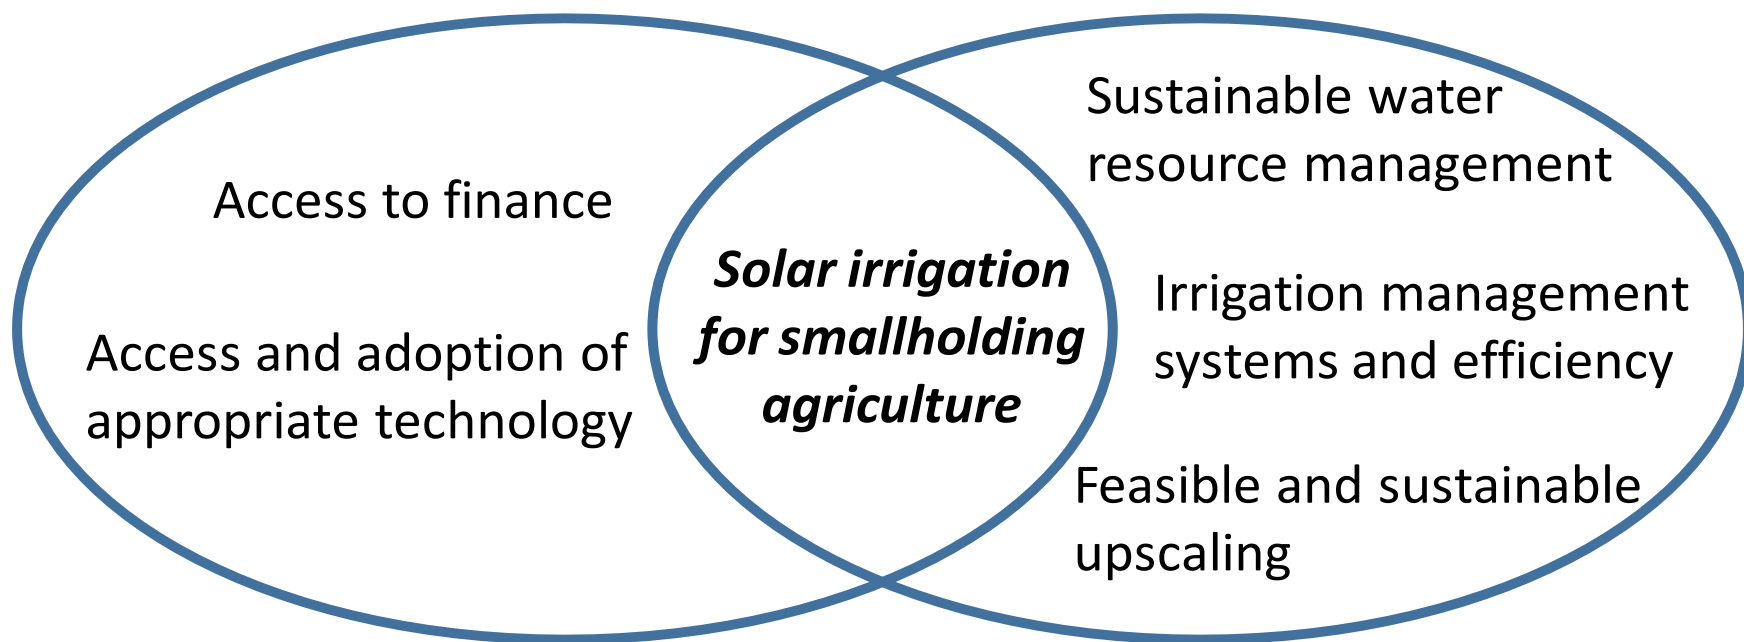 Access to finance
Access and adoption of
appropriate technology
Solar irrigation
for smallholding
agriculture
Sustainable water
resource management
Irrigation management
systems and efficiency
Feasible and sustainable
upscaling